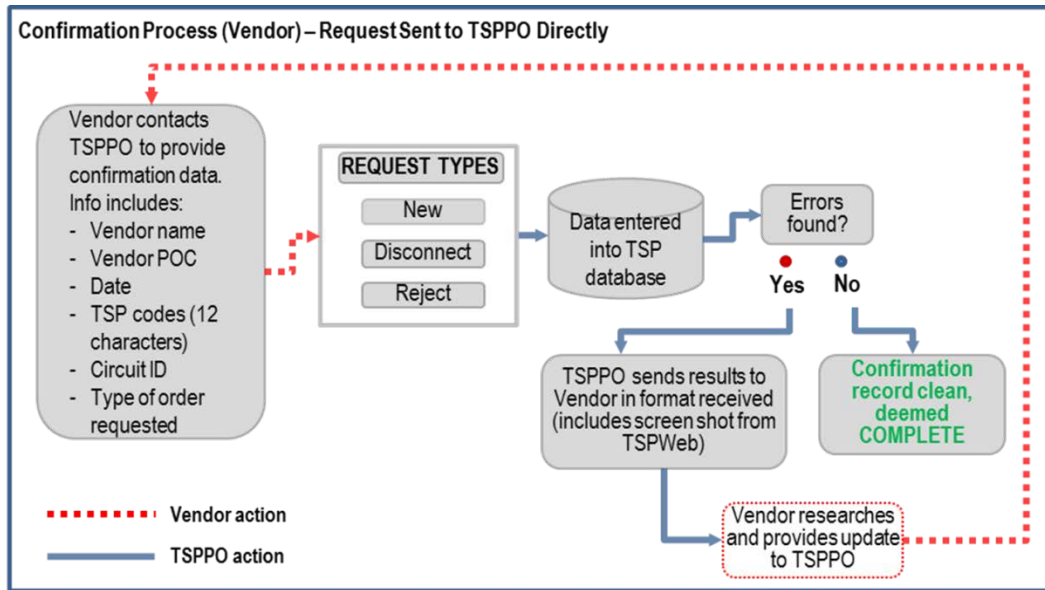 Confirmation Process (Vendor) – Request Sent to TSPPO Directly
Vendor contacts
TSPPO to provide
confirmation data.
Info includes:
- Vendor name
- Vendor POC
- Date
- TSP codes (12
characters)
- Circuit ID
- Type of order
requested
REQUEST TYPES
New
Disconnect
Reject
Data entered
into TSP
database
Errors
found?
Yes
No
TSPPO sends results to
Vendor in format received
(includes screen shot from
TSPWeb)
Confirmation
record clean,
deemed
COMPLETE
Vendor researches
and provides update
to TSPPO
Vendor action
TSPPO action